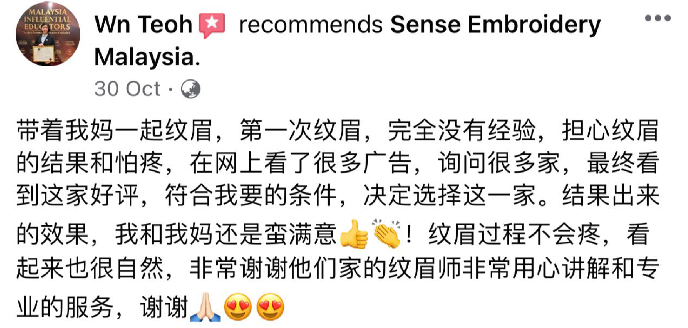 MALAYSIA
INFLUENTIAL
EDUCATORS
Wn Teoh recommends Sense Embroidery
Malaysia.
30 Oct ·
带着我妈一起纹眉，第一次纹眉，完全没有经验，担心纹眉
的结果和怕疼，在网上看了很多广告，询问很多家，最终看
到这家好评，符合我要的条件，决定选择这一家。结果出来
的效果，我和我妈还是蛮满意👍👏！纹眉过程不会疼，看
起来也很自然，非常谢谢他们家的纹眉师非常用心讲解和专
业的服务，谢谢🙏😍😍